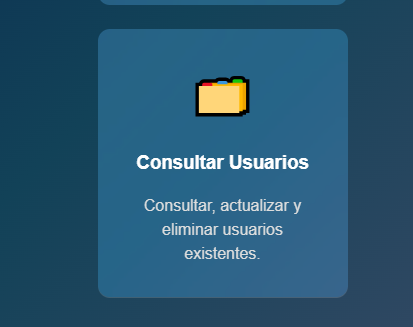 Consultar Usuarios
Consultar, actualizar y
eliminar usuarios
existentes.